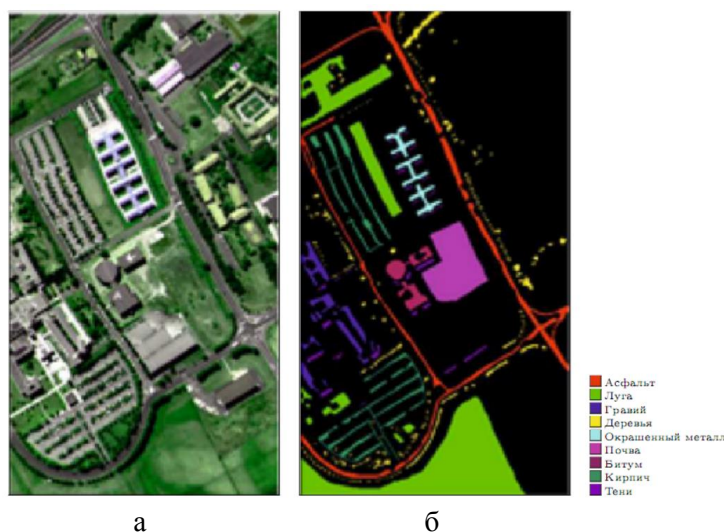 Асфальт
Луга
Гравий
Деревья
Окрашенный металл
Почва
Битум
Кирпич
Тени
а б